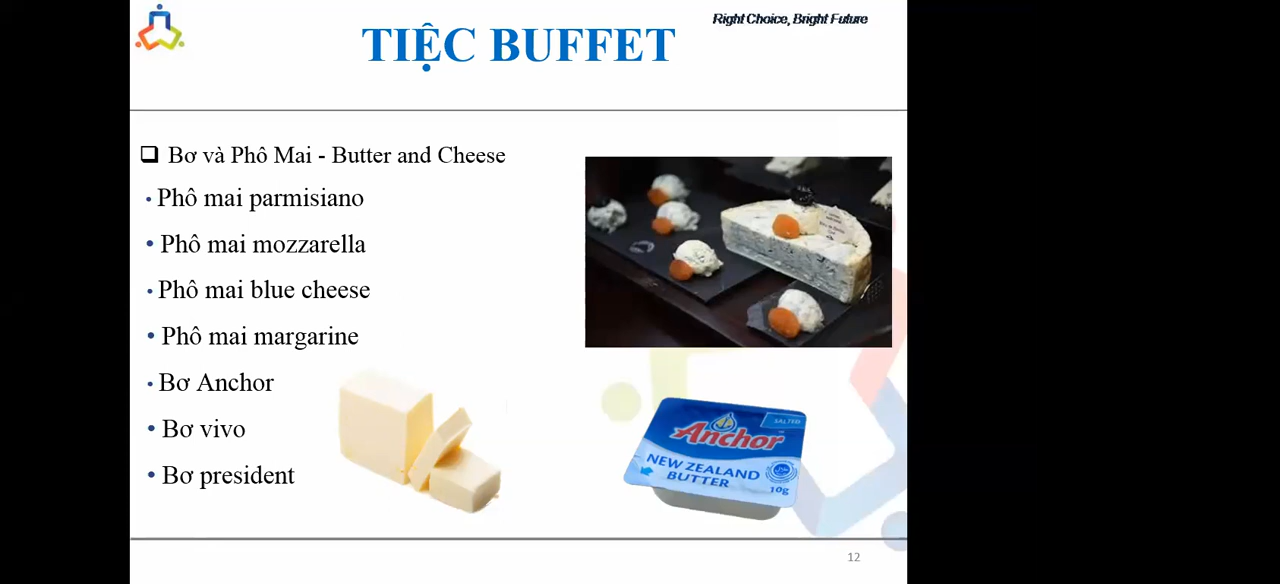 Right Choice, Bright Future
TIỆC BUFFET
Bơ và Phô Mai - Butter and Cheese
Phô mai parmisiano
Phô mai mozzarella
Phô mai blue cheese
Phô mai margarine
Bơ Anchor
Bơ vivo
Bơ president
SALTED
Anchor
NEW ZEALAND
BUTTER
10g
12